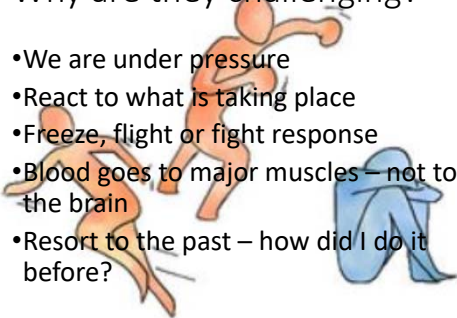 Why are they challenging?
•We are under pressure
•React to what is taking place
•Freeze, flight or fight response
•Blood goes to major muscles – not to
the brain
•Resort to the past – how did I do it
before?